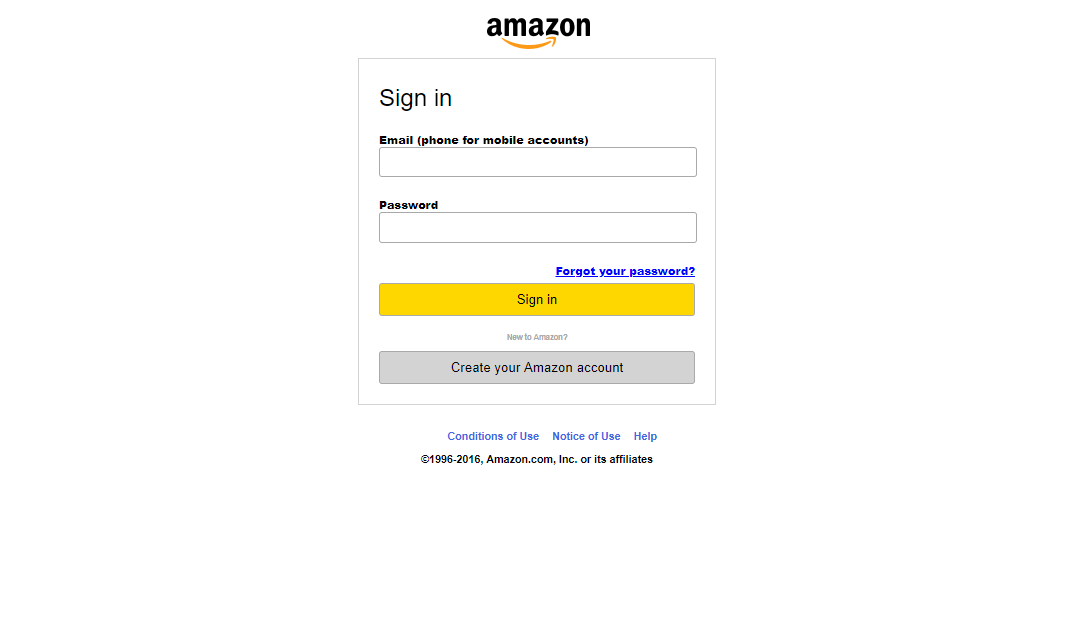 amazon
Sign in
Email (phone for mobile accounts)
Password
Forgot your password?
Sign in
New to Amazon?
Create your Amazon account
Conditions of Use Notice of Use Help
©1996-2016, Amazon.com, Inc. or its affiliates